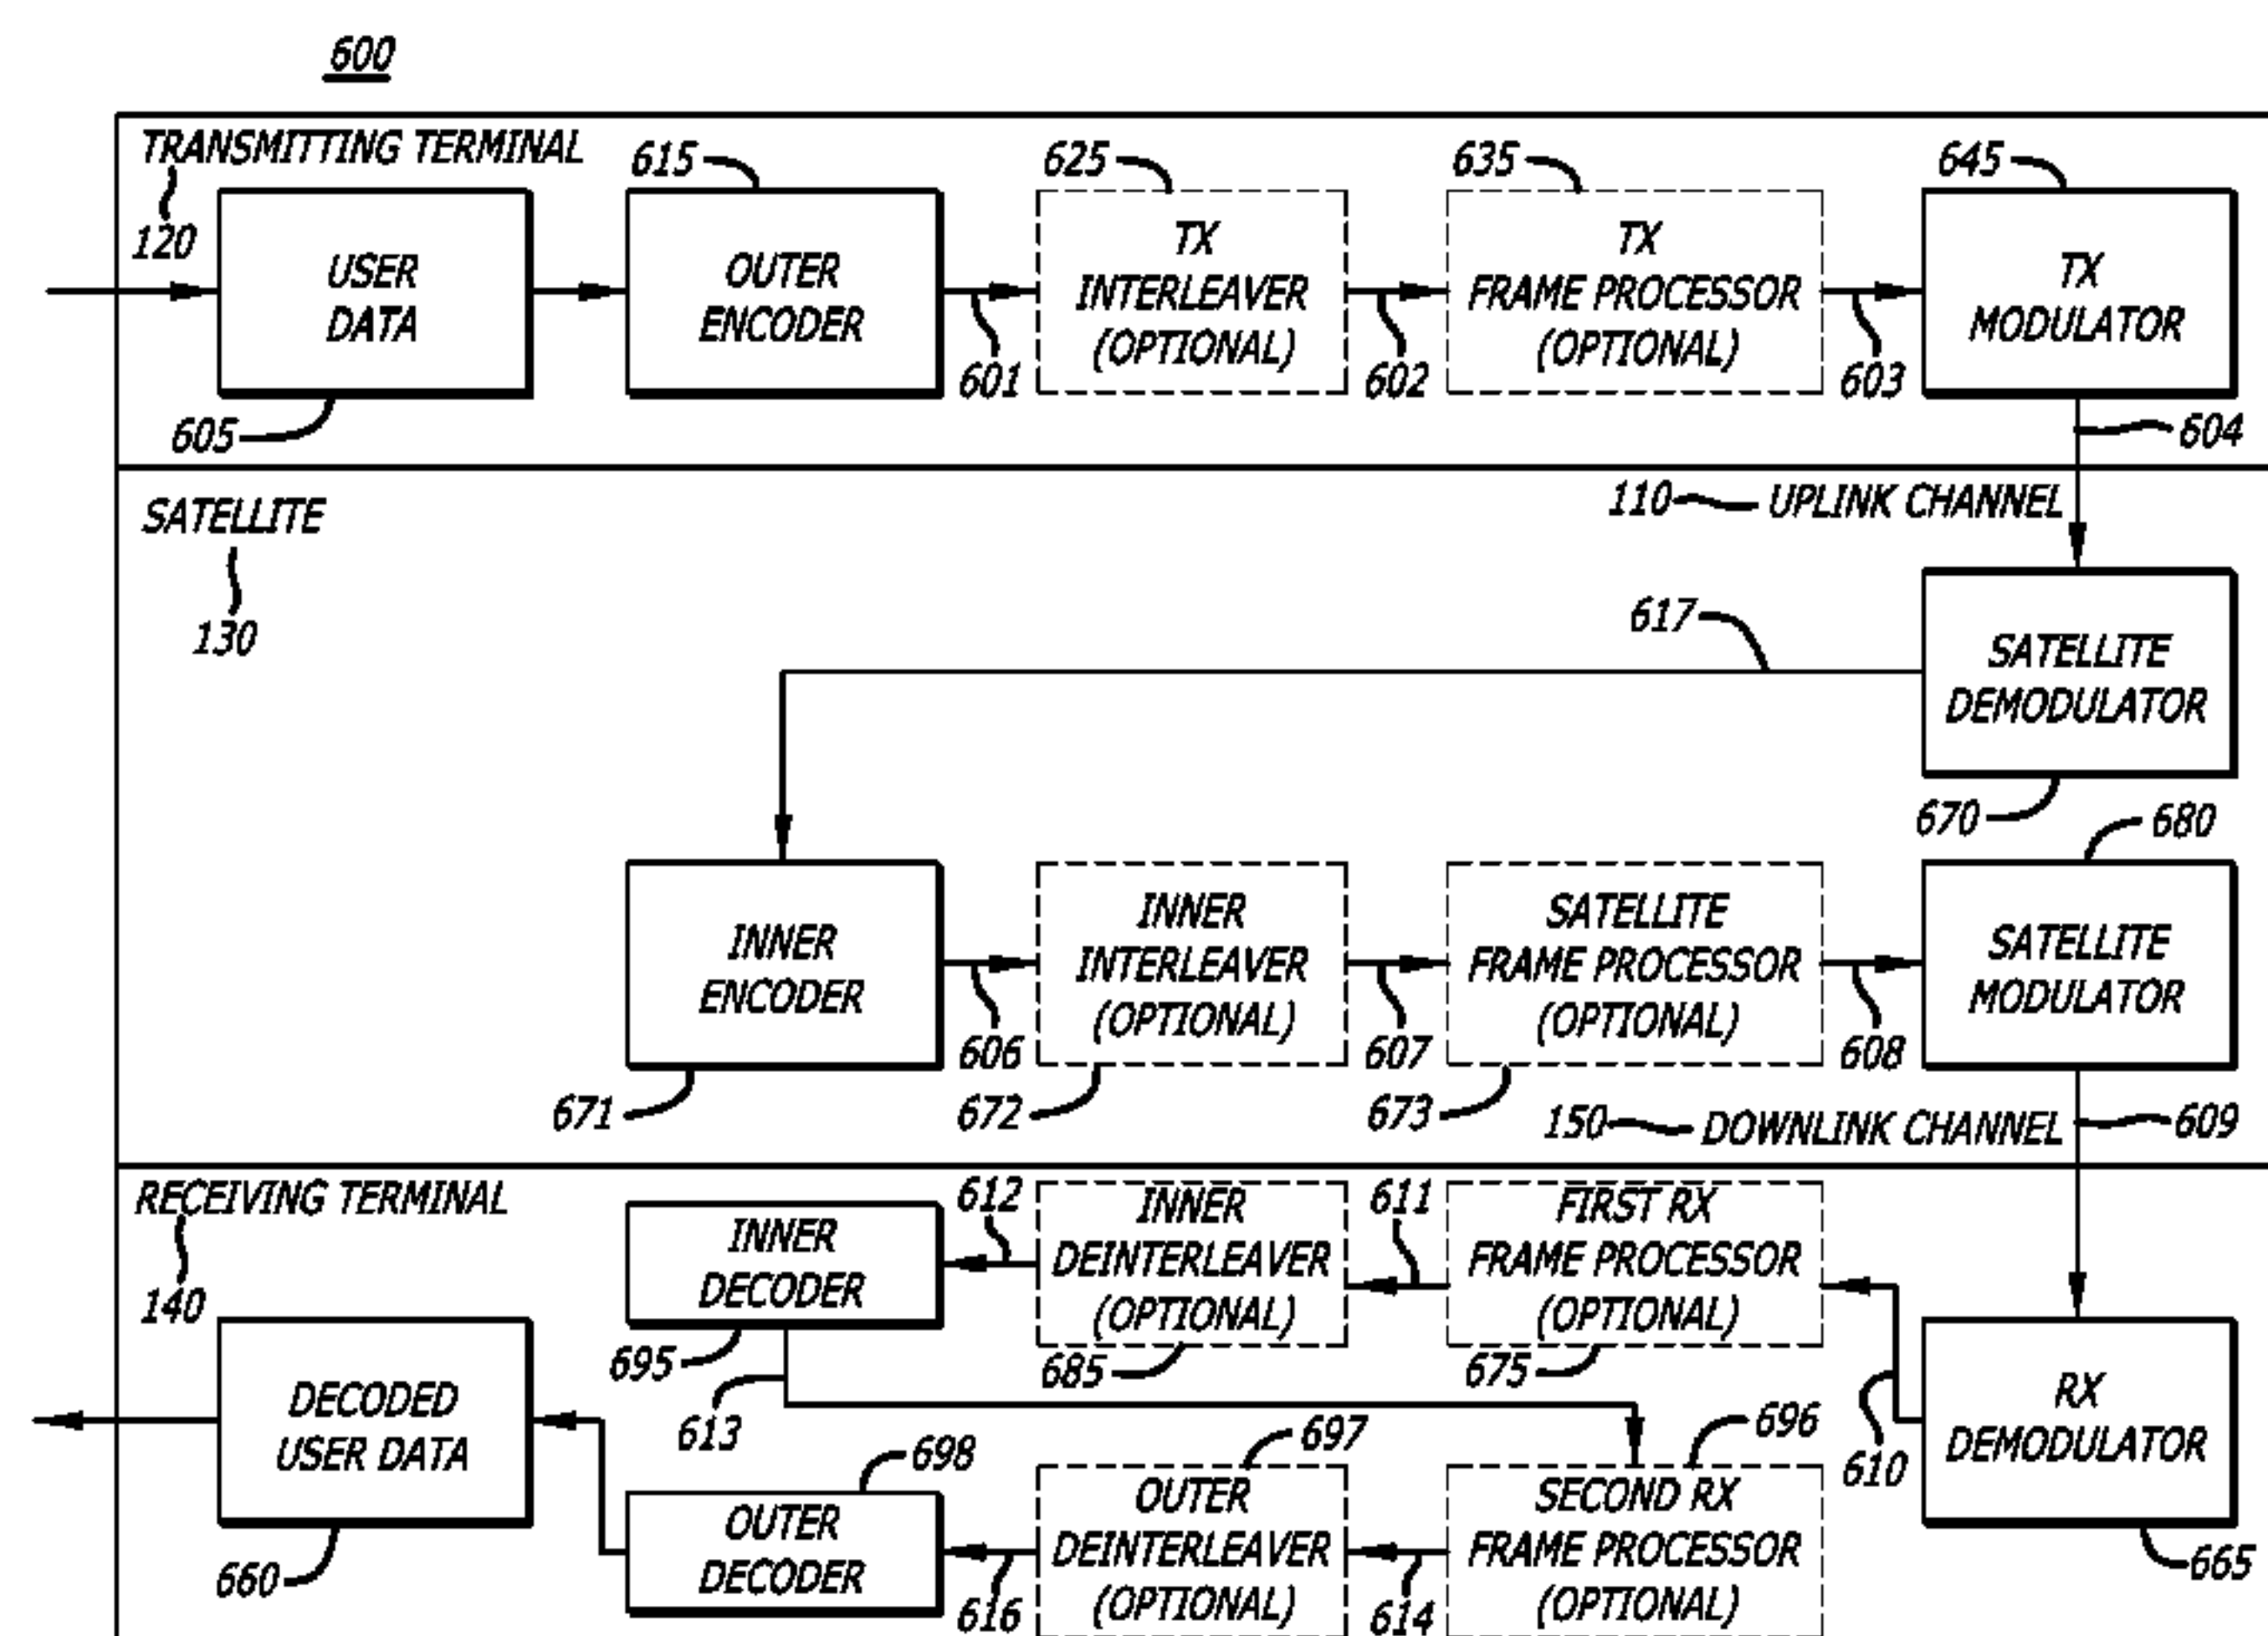 600
TRANSMITTING TERMINAL
120
615
625
635
645
USER
DATA
OUTER
ENCODER
TX
INTERLEAVER
(OPTIONAL)
TX
FRAME PROCESSOR
(OPTIONAL)
TX
MODULATOR
605
601
602
603
604
SATELLITE
130
110
UPLINK CHANNEL
617
SATELLITE
DEMODULATOR
670
680
INNER
ENCODER
INNER
INTERLEAVER
(OPTIONAL)
SATELLITE
FRAME PROCESSOR
(OPTIONAL)
SATELLITE
MODULATOR
606
607
608
671
672
673
150
DOWNLINK CHANNEL
609
RECEIVING TERMINAL
140
612
611
INNER
DECODER
INNER
DEINTERLEAVER
(OPTIONAL)
FIRST RX
FRAME PROCESSOR
(OPTIONAL)
695
685
675
610
613
DECODED
USER DATA
RX
DEMODULATOR
698
697
696
OUTER
DECODER
OUTER
DEINTERLEAVER
(OPTIONAL)
SECOND RX
FRAME PROCESSOR
(OPTIONAL)
660
616
614
665